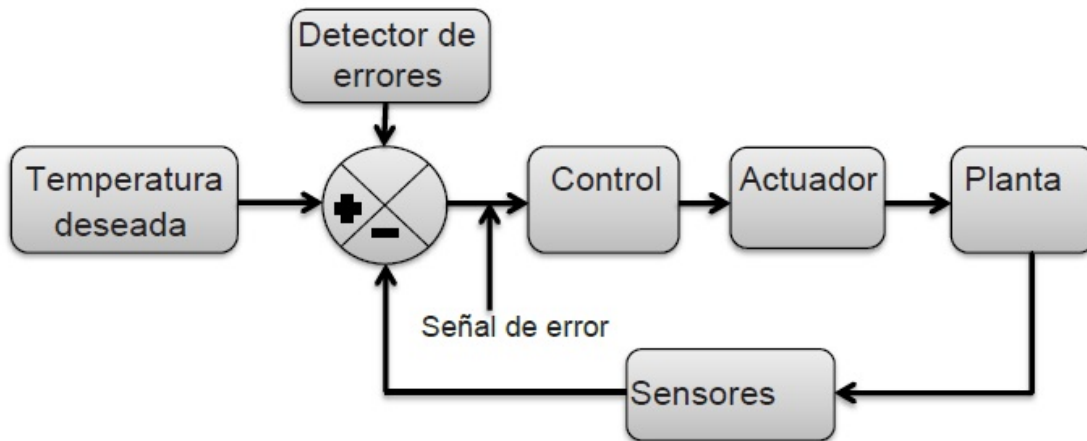 Detector de
errores
Temperatura
deseada
+
-
Control
Actuador
Planta
Señal de error
Sensores